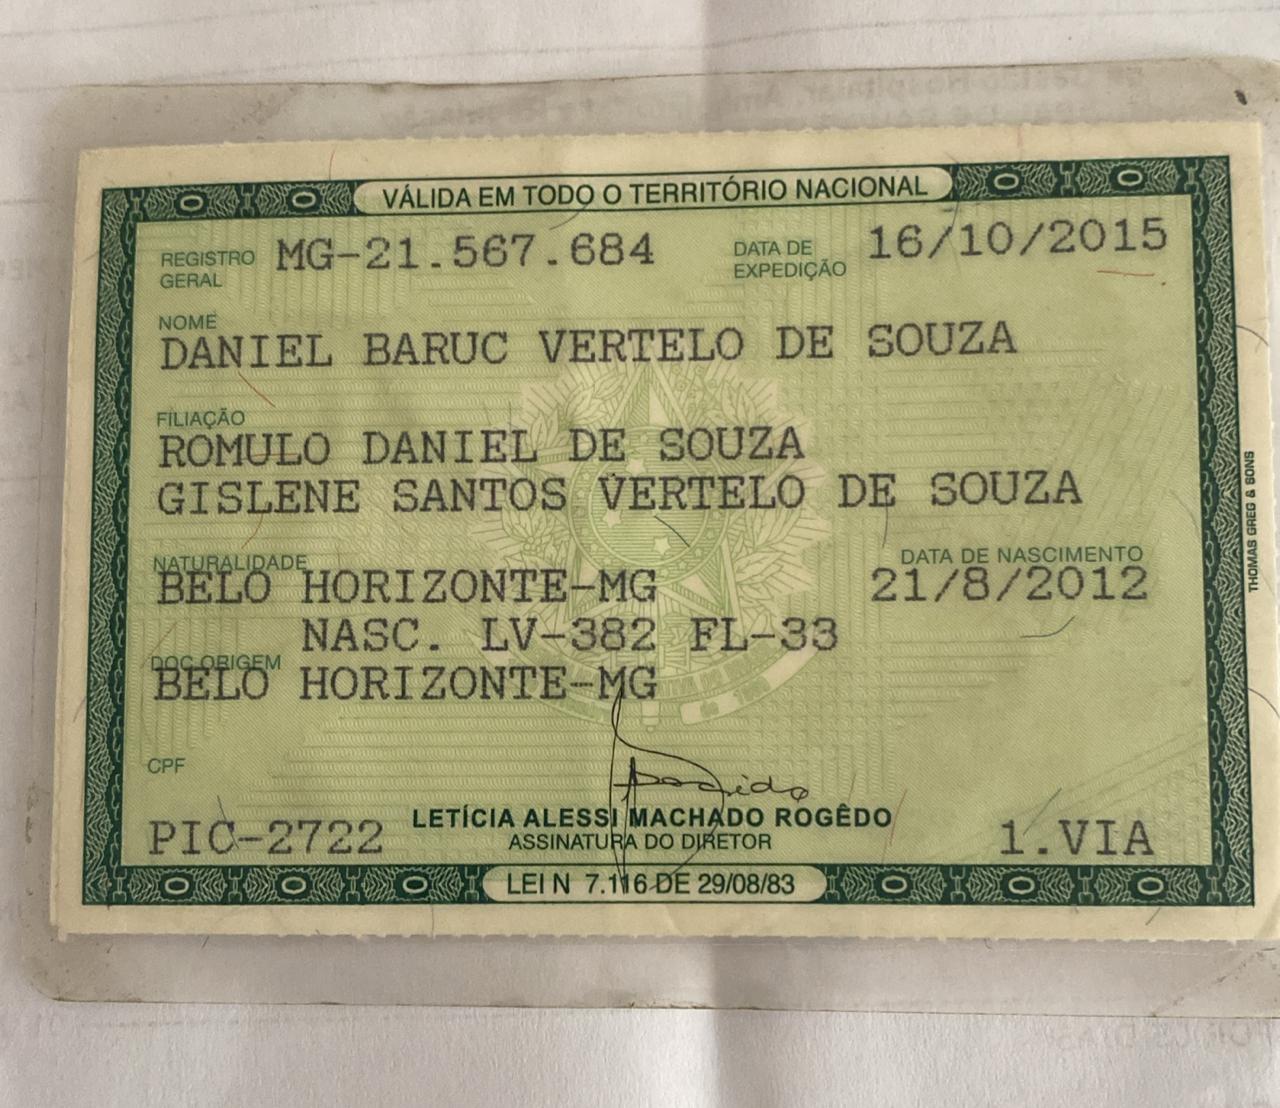 VÁLIDA EM TODO O TERRITÓRIO NACIONAL
REGISTRO GERAL MG-21.567.684 DATA DE EXPEDIÇÃO 16/10/2015
NOME
DANIEL BARUC VERTELO DE SOUZA
FILIAÇÃO
ROMULO DANIEL DE SOUZA
GISLENE SANTOS VERTELO DE SOUZA
NATURALIDADE DATA DE NASCIMENTO
BELO HORIZONTE-MG 21/8/2012
NASC. LV-382 FL-33
DOC ORIGEM
BELO HORIZONTE-MG
CPF
LETÍCIA ALESSI MACHADO ROGÊDO
PIC-2722 ASSINATURA DO DIRETOR 1.VIA
LEI N 7.116 DE 29/08/83
THOMAS GREG & SONS